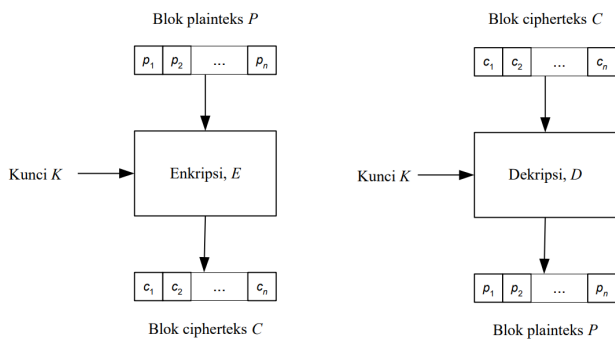 Blok plainteks P
p1 p2 ... pn
Kunci K
Enkripsi, E
c1 c2 ... cn
Blok cipherteks C
Blok cipherteks C
c1 c2 ... cn
Kunci K
Dekripsi, D
p1 p2 ... pn
Blok plainteks P